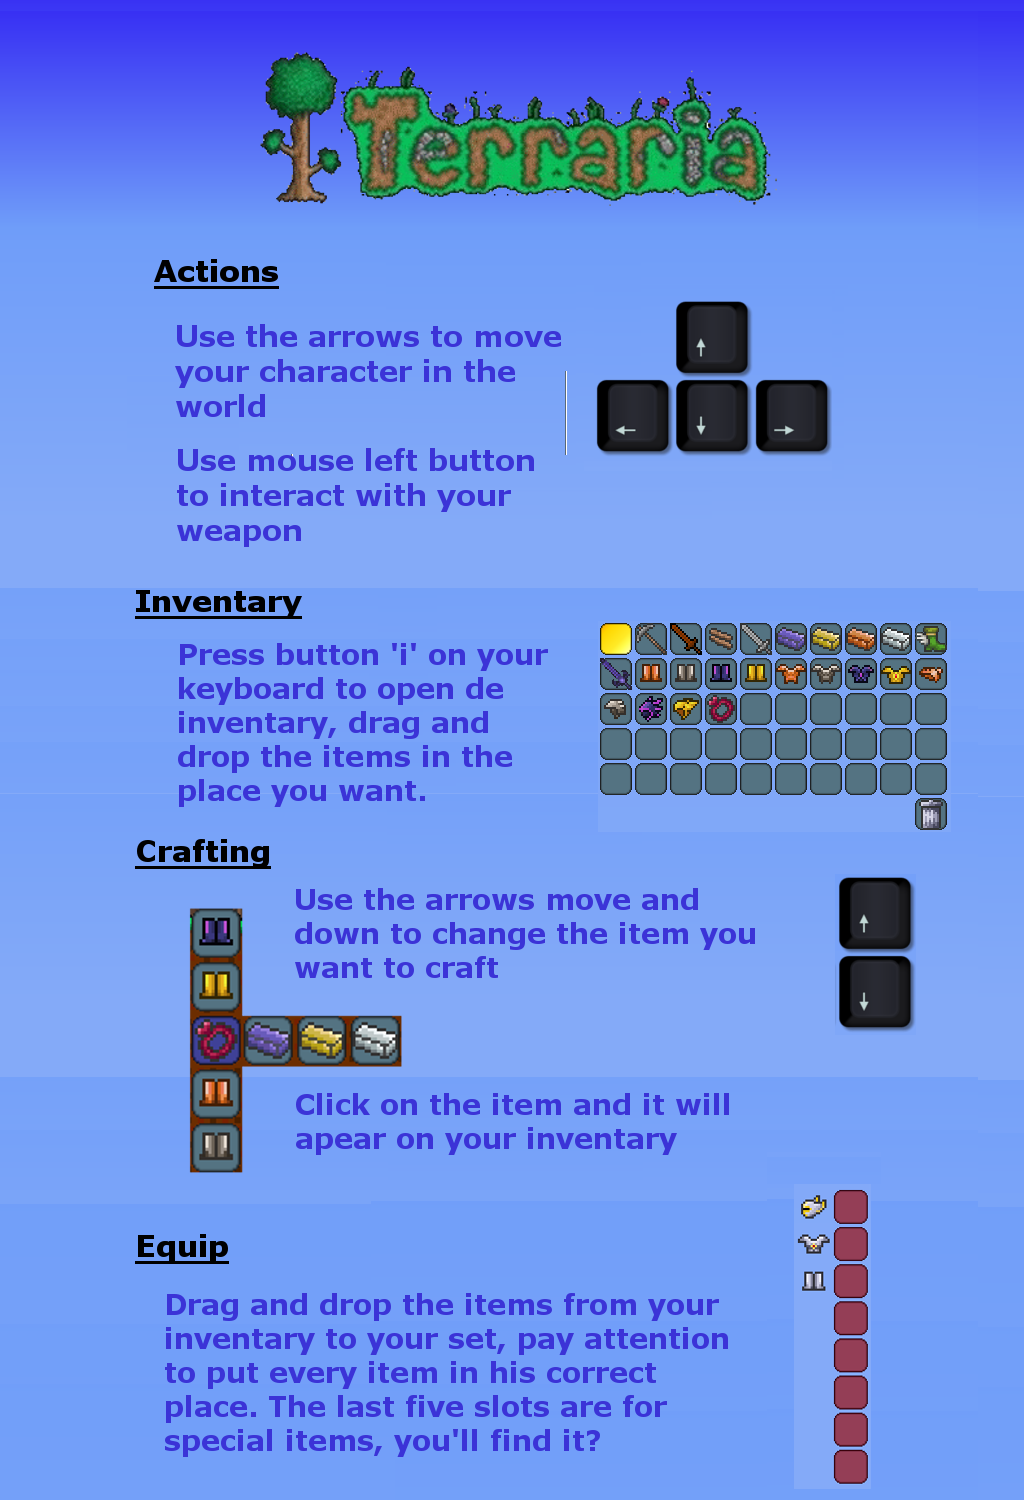 Terraria
Actions
Use the arrows to move
your character in the
world
Use mouse left button
to interact with your
weapon
Inventary
Press button 'i' on your
keyboard to open de
inventary, drag and
drop the items in the
place you want.
Crafting
Use the arrows move and
down to change the item you
want to craft
Click on the item and it will
apear on your inventary
Equip
Drag and drop the items from your
inventary to your set, pay attention
to put every item in his correct
place. The last five slots are for
special items, you'll find it?